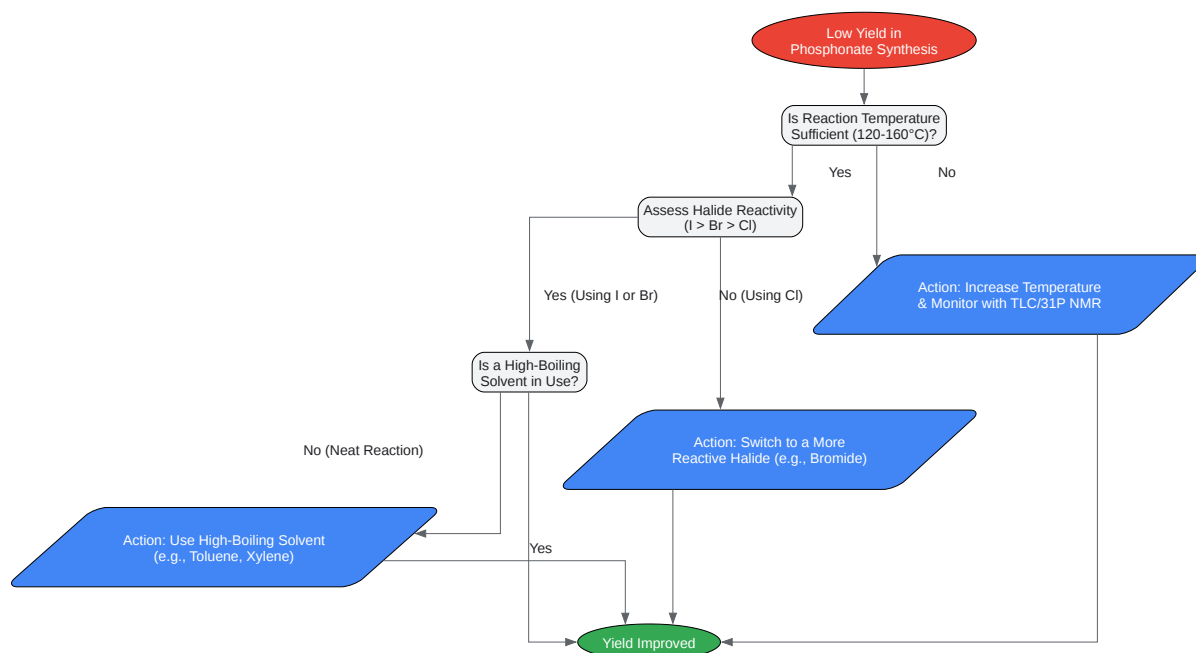 Low Yield in
Phosphonate Synthesis
Is Reaction Temperature
Sufficient (120-160°C)?
Yes
No
Assess Halide Reactivity
(I > Br > Cl)
Action: Increase Temperature
& Monitor with TLC/31P NMR
Yes (Using I or Br)
No (Using Cl)
Is a High-Boiling
Solvent in Use?
Action: Switch to a More
Reactive Halide (e.g., Bromide)
No (Neat Reaction)
Action: Use High-Boiling Solvent
(e.g., Toluene, Xylene)
Yes
Yield Improved